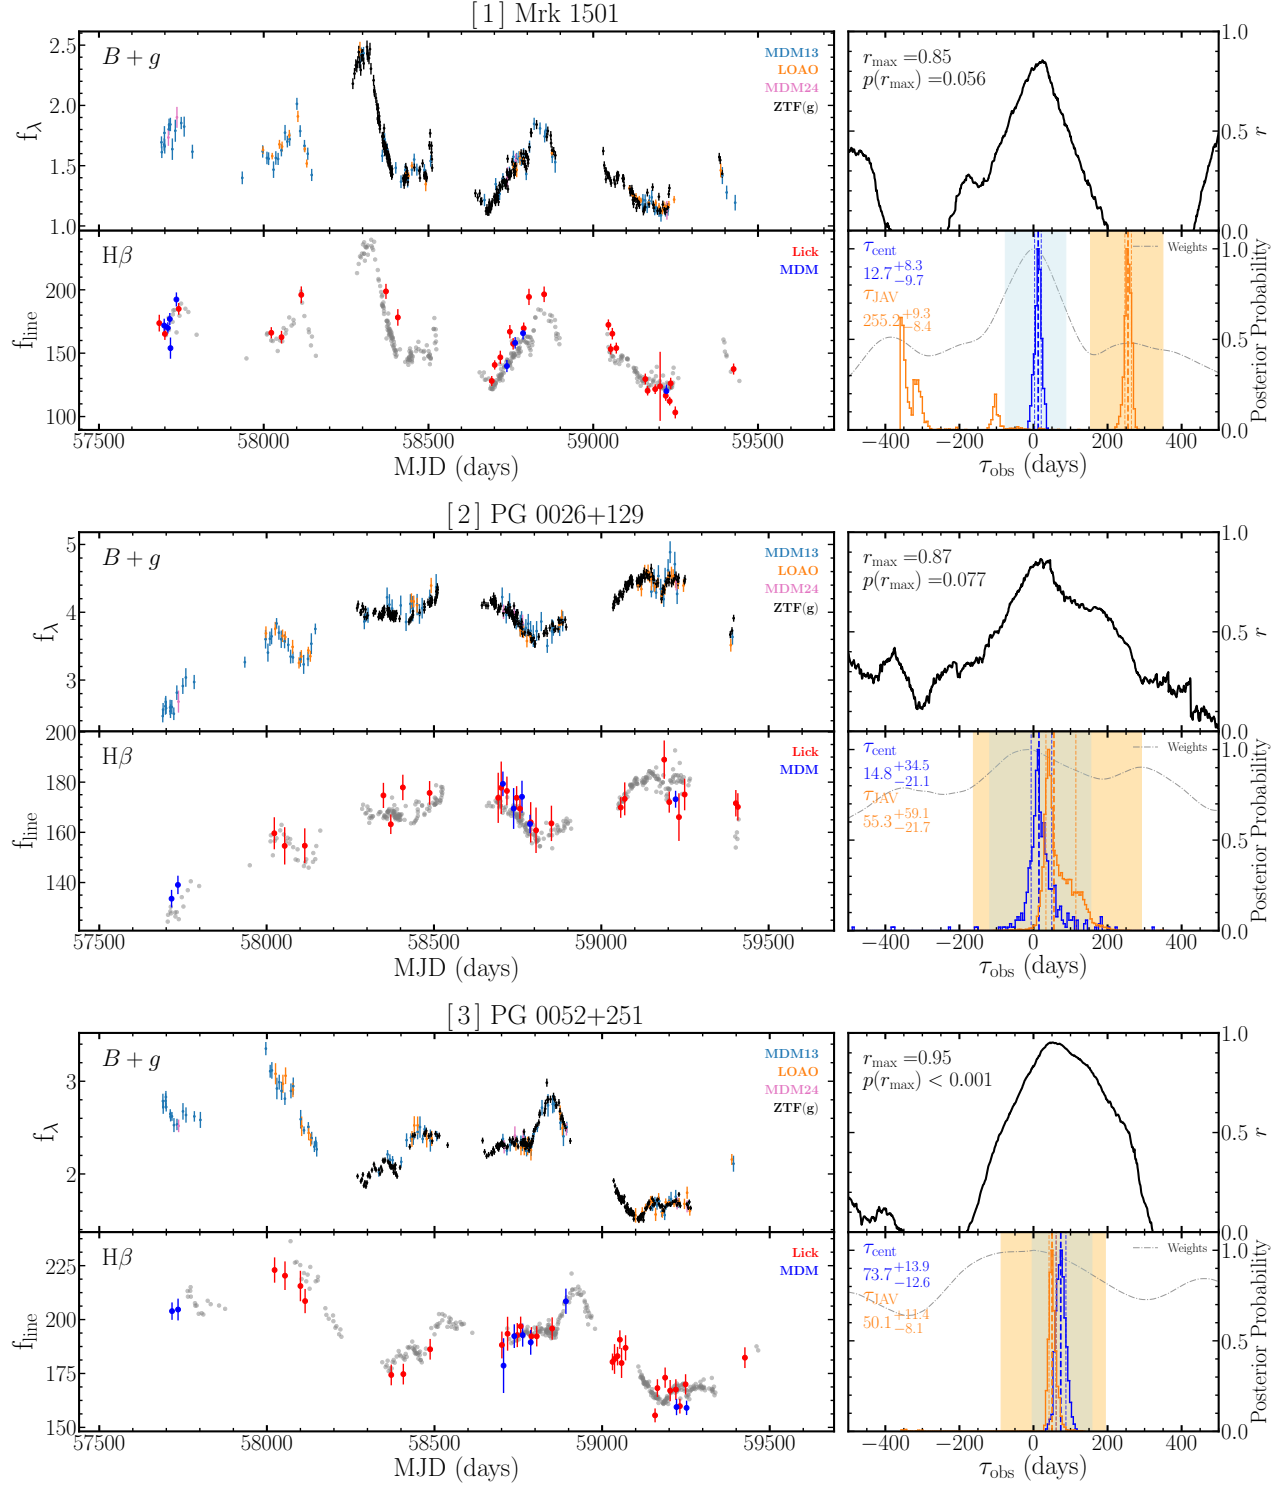 [1] Mrk 1501
B + g
MDM13
LOAO
MDM24
ZTF(g)
f_λ
2.5
2.0
1.5
1.0
r_max =0.85
p(r_max) =0.056
1.0
0.5
0.0
r
Hβ
Lick
MDM
f_line
200
150
100
57500 58000 58500 59000 59500
MJD (days)
τ_cent
12.7 +8.3 −9.7
τ_JAV
255.2 +9.3 −8.4
Weights
1.0
0.5
0.0
Posterior Probability
−400 −200 0 200 400
τ_obs (days)
[2] PG 0026+129
B + g
MDM13
LOAO
MDM24
ZTF(g)
f_λ
5
4
3
r_max =0.87
p(r_max) =0.077
1.0
0.5
0.0
r
Hβ
Lick
MDM
f_line
200
180
160
140
57500 58000 58500 59000 59500
MJD (days)
τ_cent
14.8 +34.5 −21.1
τ_JAV
55.3 +59.1 −21.7
Weights
1.0
0.5
0.0
Posterior Probability
−400 −200 0 200 400
τ_obs (days)
[3] PG 0052+251
B + g
MDM13
LOAO
MDM24
ZTF(g)
f_λ
3
2
r_max =0.95
p(r_max) < 0.001
1.0
0.5
0.0
r
Hβ
Lick
MDM
f_line
225
200
175
150
57500 58000 58500 59000 59500
MJD (days)
τ_cent
73.7 +13.9 −12.6
τ_JAV
50.1 +11.4 −8.1
Weights
1.0
0.5
0.0
Posterior Probability
−400 −200 0 200 400
τ_obs (days)